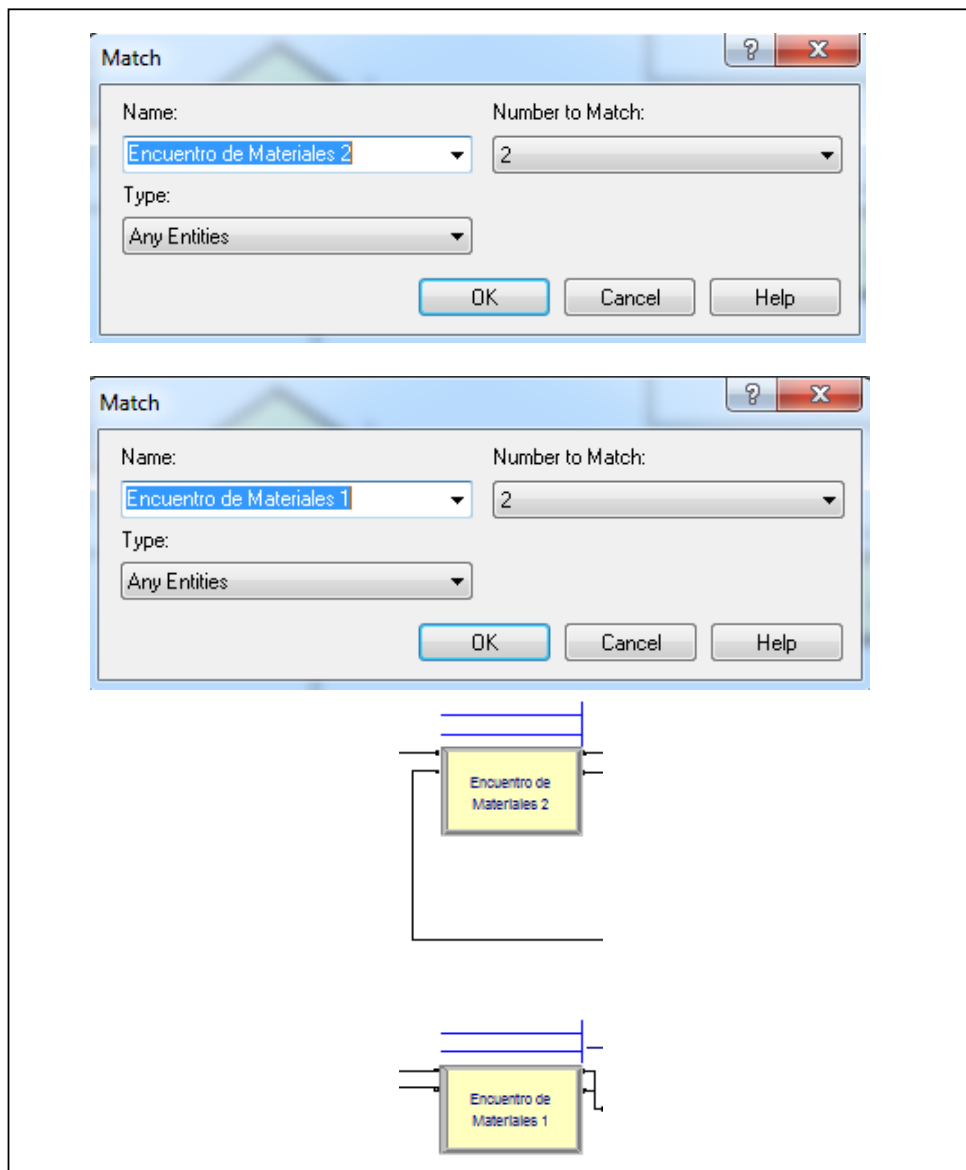 Match
Name: Number to Match:
Encuentro de Materiales 2 2
Type:
Any Entities
OK Cancel Help
Match
Name: Number to Match:
Encuentro de Materiales 1 2
Type:
Any Entities
OK Cancel Help
Encuentro de
Materiales 2
Encuentro de
Materiales 1